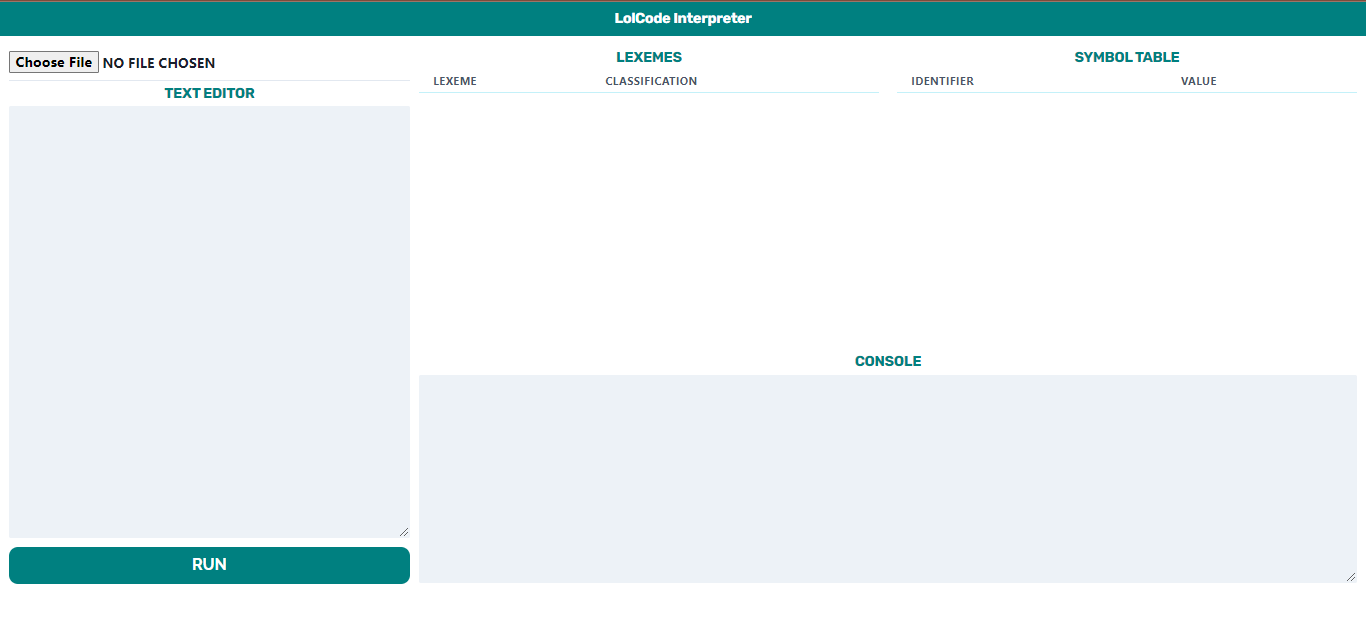 LolCode Interpreter
Choose File NO FILE CHOSEN
TEXT EDITOR
RUN
LEXEMES
LEXEME CLASSIFICATION
SYMBOL TABLE
IDENTIFIER VALUE
CONSOLE